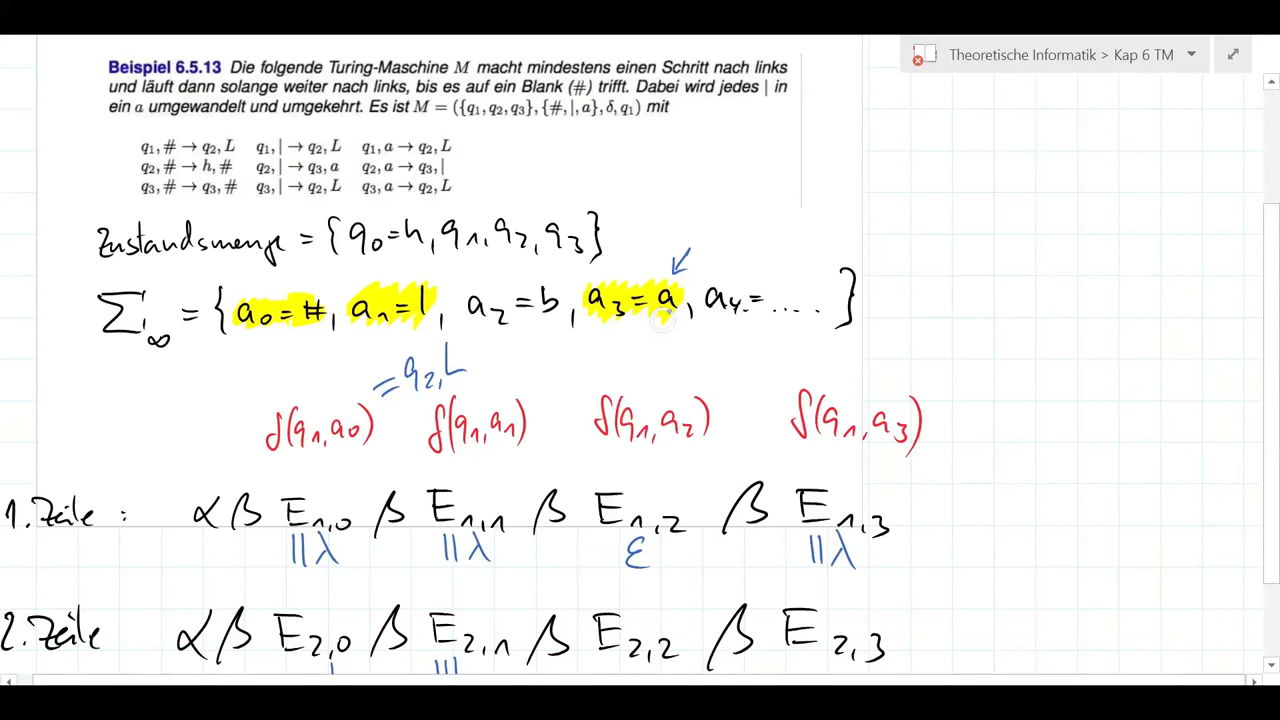 Theoretische Informatik > Kap 6 TM
Beispiel 6.5.13 Die folgende Turing-Maschine M macht mindestens einen Schritt nach links
und läuft dann solange weiter nach links, bis es auf ein Blank (#) trifft. Dabei wird jedes | in
ein a umgewandelt und umgekehrt. Es ist M = ({q₁, q₂, q₃}, {#, |, a}, δ, q₁) mit
q₁, # → q₂, L q₁, | → q₂, L q₁, a → q₂, L
q₂, # → h, # q₂, | → q₃, a q₂, a → q₃, |
q₃, # → q₃, # q₃, | → q₂, L q₃, a → q₂, L
Zustandsmenge = {q₀=h, q₁, q₂, q₃}
Σ∞ = {a₀ = #, a₁ = |, a₂ = b, a₃ = a, a₄ = ....}
= q₂, L
δ(q₁,a₀) δ(q₁,a₁) δ(q₁,a₂) δ(q₁,a₃)
1. Zeile : α β E₁,₀ β E₁,₁ β E₁,₂ β E₁,₃
||λ ||λ ε ||λ
2. Zeile α β E₂,₀ β E₂,₁ β E₂,₂ β E₂,₃
| |||